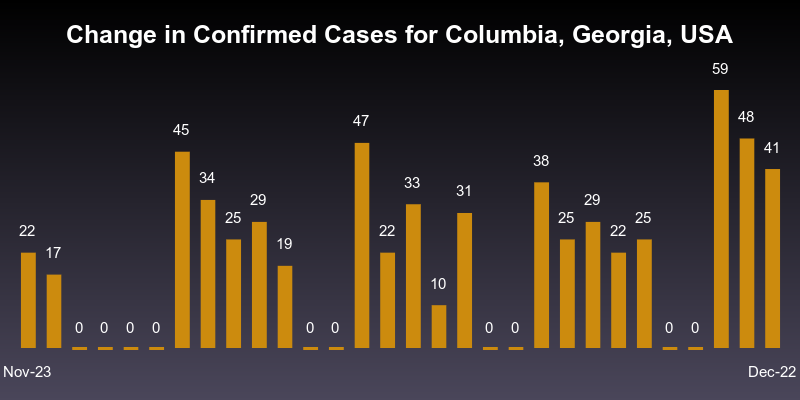 Change in Confirmed Cases for Columbia, Georgia, USA
22 17 0 0 0 0 45 34 25 29 19 0 0 47 22 33 10 31 0 0 38 25 29 22 25 0 0 59 48 41
Nov-23 Dec-22